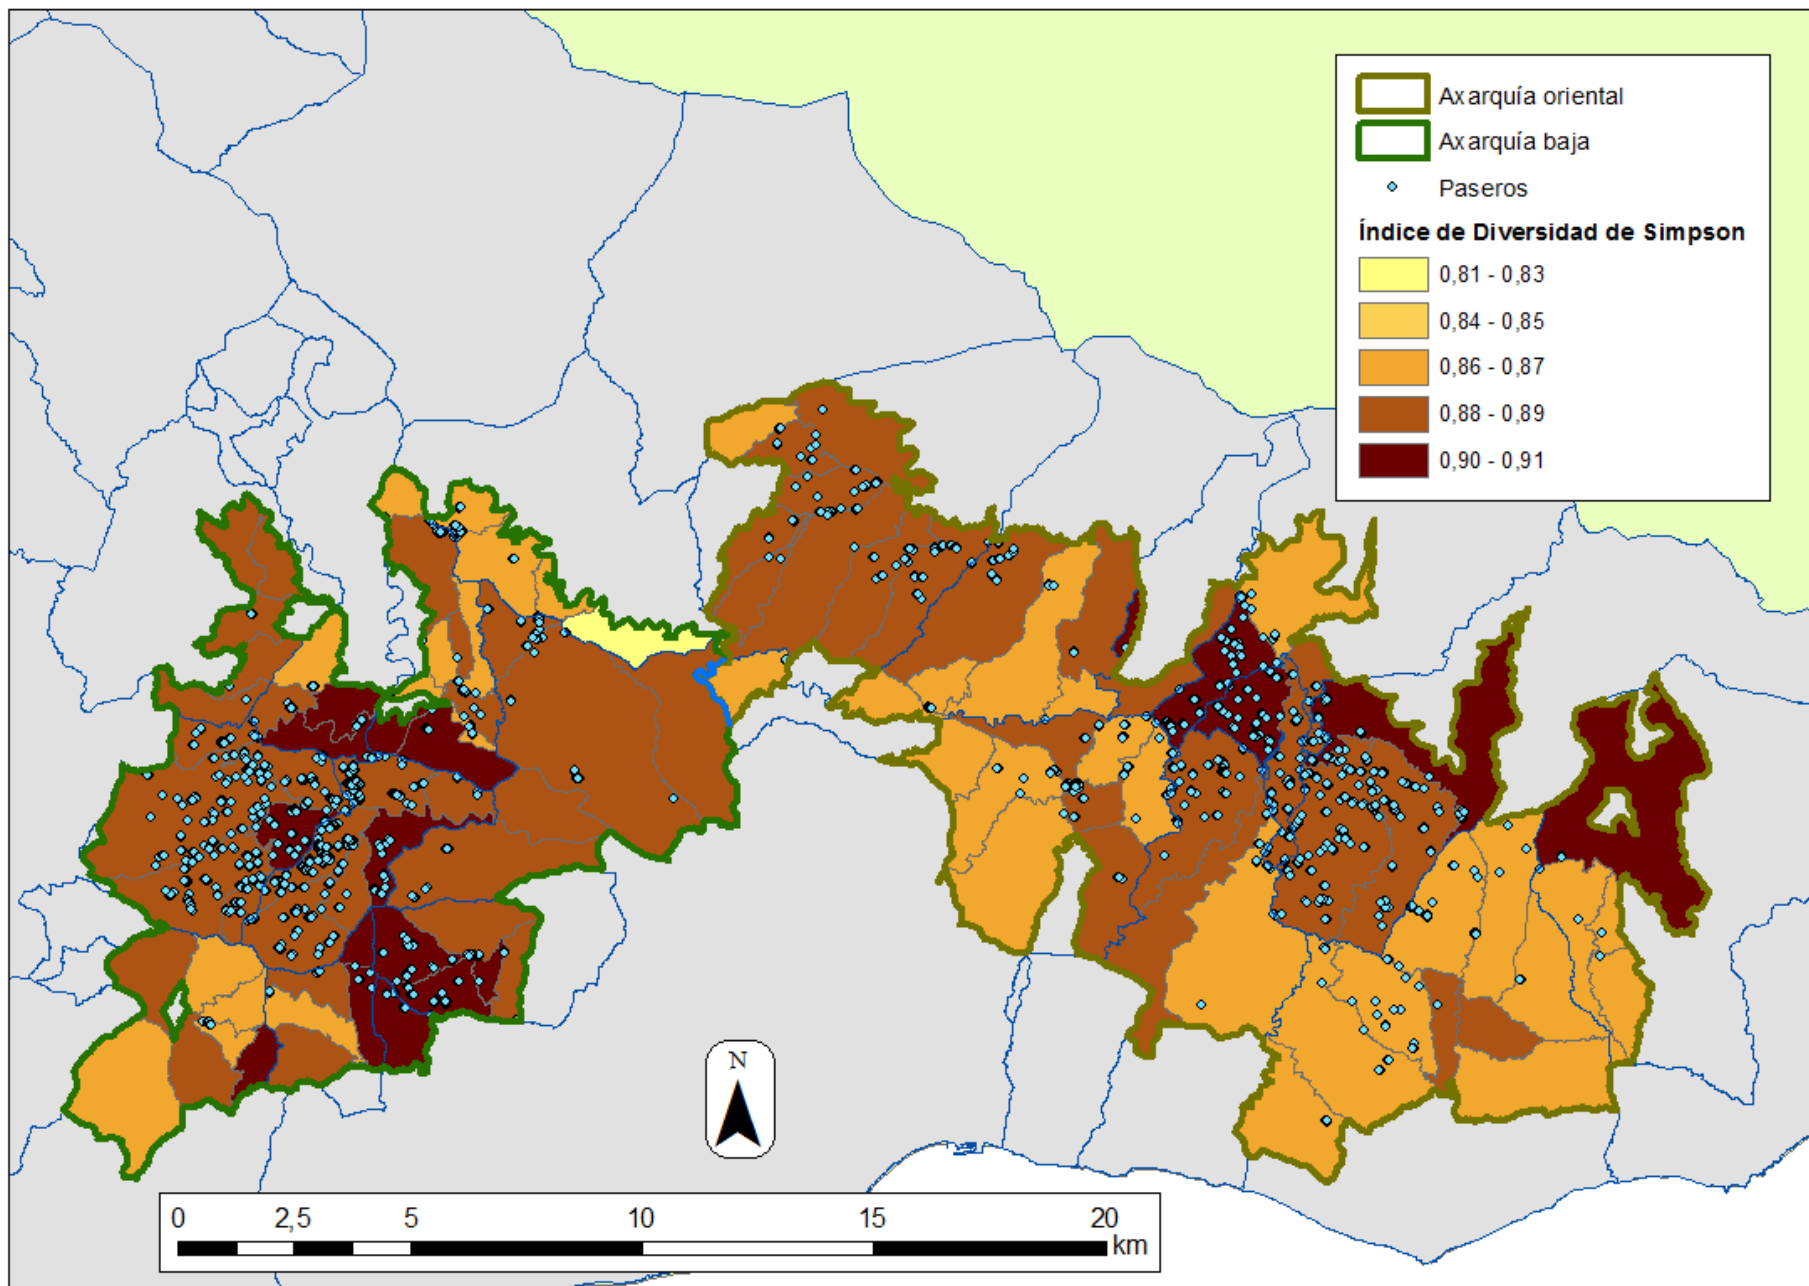 Axarquía oriental
Axarquía baja
Paseros
Índice de Diversidad de Simpson
0,81 - 0,83
0,84 - 0,85
0,86 - 0,87
0,88 - 0,89
0,90 - 0,91
N
0 2,5 5 10 15 20
km